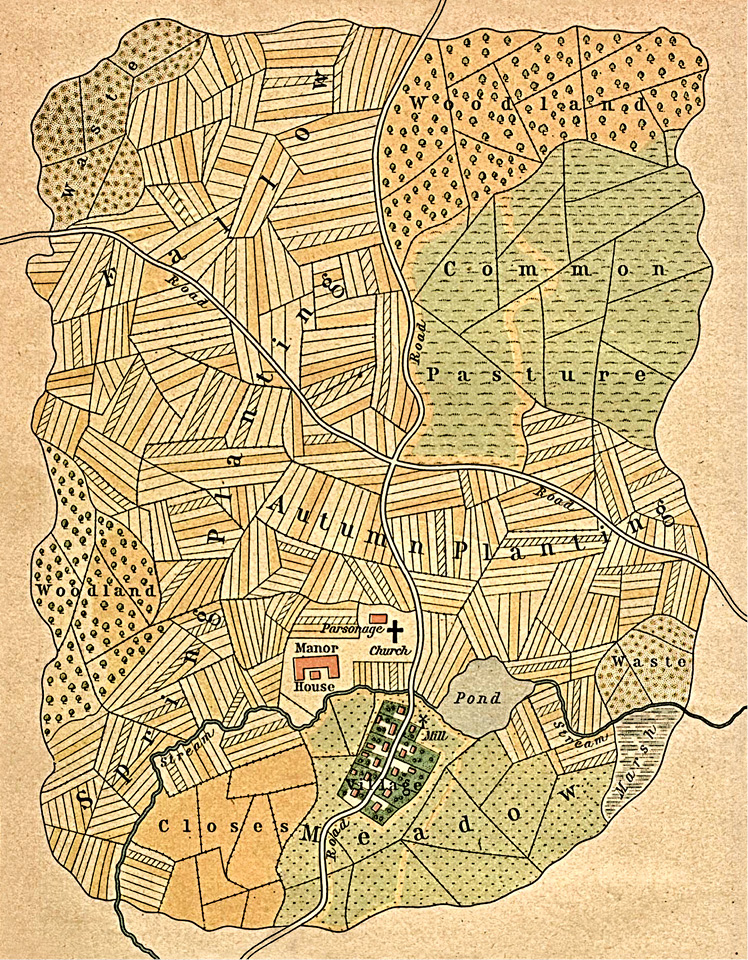 Waste
Woodland
Fallow
Common
Road
Pasture
Road
Spring Planting
Autumn Planting
Road
Woodland
Parsonage
Church
Manor
House
Waste
Pond
Mill
Stream
Stream
Marsh
Village
Closes
Meadow
Road